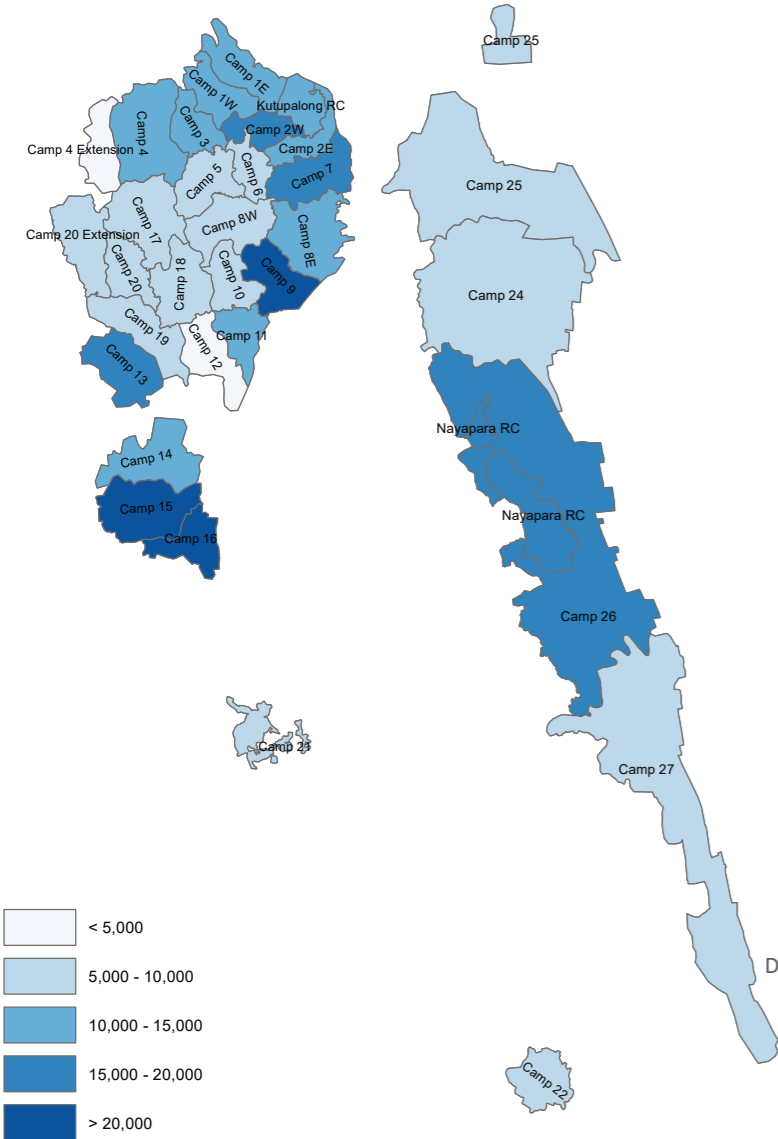 Camp 25
Camp 1E
Camp 1W
Kutupalong RC
Camp 3
Camp 4
Camp 2W
Camp 2E
Camp 4 Extension
Camp 5
Camp 6
Camp 7
Camp 25
Camp 17
Camp 8W
Camp 20 Extension
Camp 8E
Camp 20
Camp 18
Camp 10
Camp 9
Camp 24
Camp 19
Camp 12
Camp 11
Camp 13
Nayapara RC
Camp 14
Camp 15
Nayapara RC
Camp 16
Camp 26
Camp 21
Camp 27
< 5,000
5,000 - 10,000
D
10,000 - 15,000
15,000 - 20,000
Camp 22
> 20,000